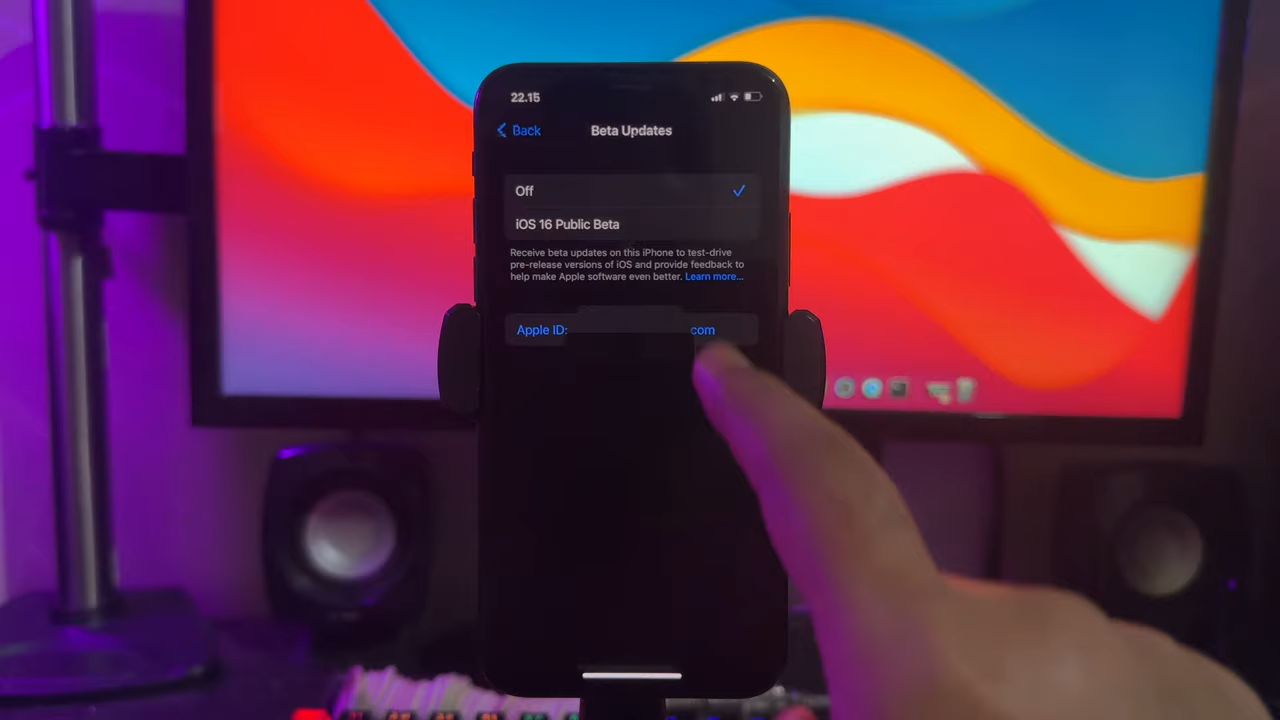 22.15
Back
Beta Updates
Off
iOS 16 Public Beta
Receive beta updates on this iPhone to test-drive
pre-release versions of iOS and provide feedback to
help make Apple software even better. Learn more...
Apple ID: com